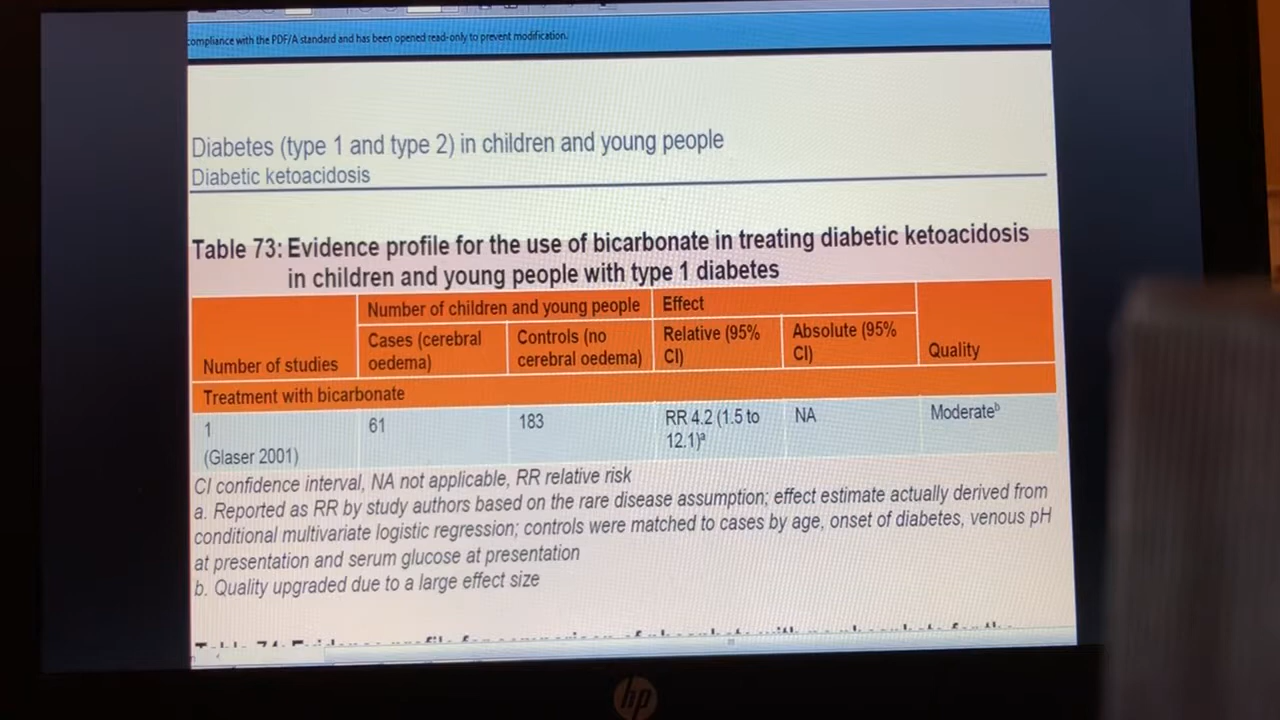 compliance with the PDF/A standard and has been opened read-only to prevent modification.
Diabetes (type 1 and type 2) in children and young people
Diabetic ketoacidosis
Table 73: Evidence profile for the use of bicarbonate in treating diabetic ketoacidosis
in children and young people with type 1 diabetes
Number of children and young people Effect
Number of studies Cases (cerebral oedema) Controls (no cerebral oedema) Relative (95% CI) Absolute (95% CI) Quality
Treatment with bicarbonate
1 61 183 RR 4.2 (1.5 to NA Moderateb
(Glaser 2001) 12.1)a
CI confidence interval, NA not applicable, RR relative risk
a. Reported as RR by study authors based on the rare disease assumption; effect estimate actually derived from
conditional multivariate logistic regression; controls were matched to cases by age, onset of diabetes, venous pH
at presentation and serum glucose at presentation
b. Quality upgraded due to a large effect size
hp